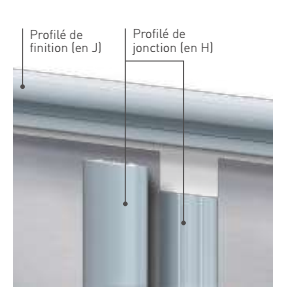 Profilé de
finition (en J)
Profilé de
jonction (en H)